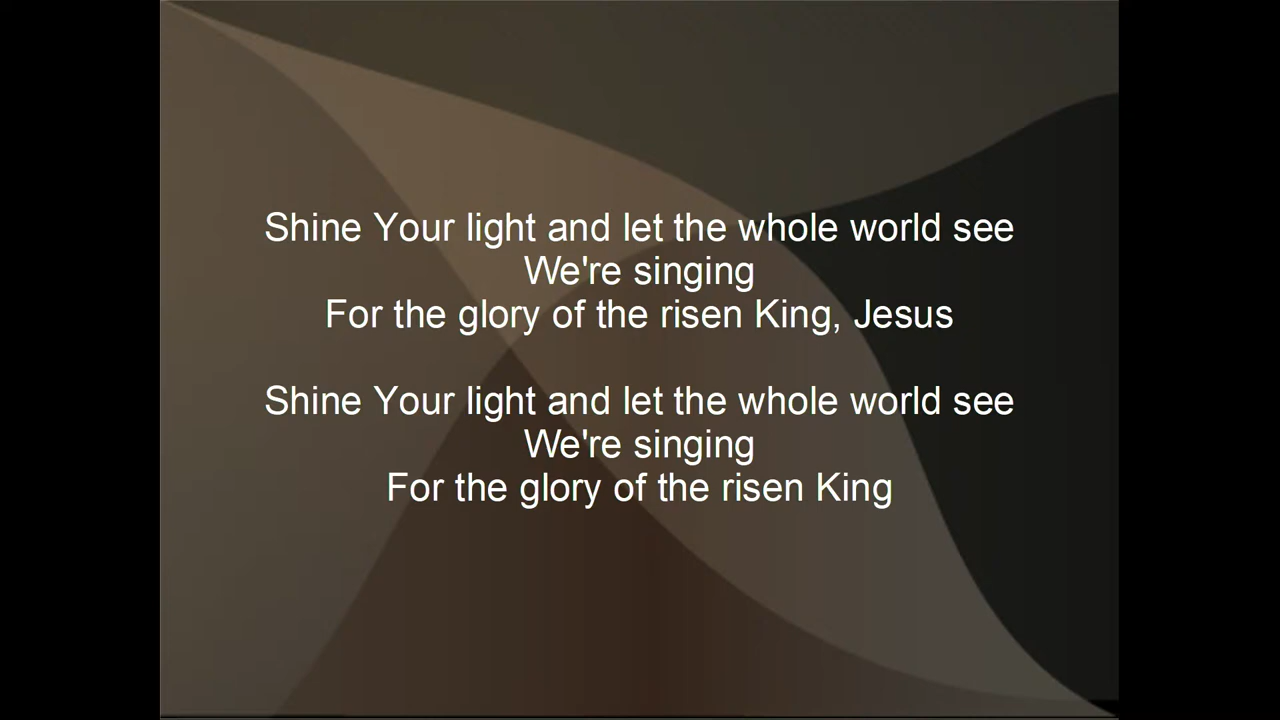 Shine Your light and let the whole world see
We're singing
For the glory of the risen King, Jesus
Shine Your light and let the whole world see
We're singing
For the glory of the risen King